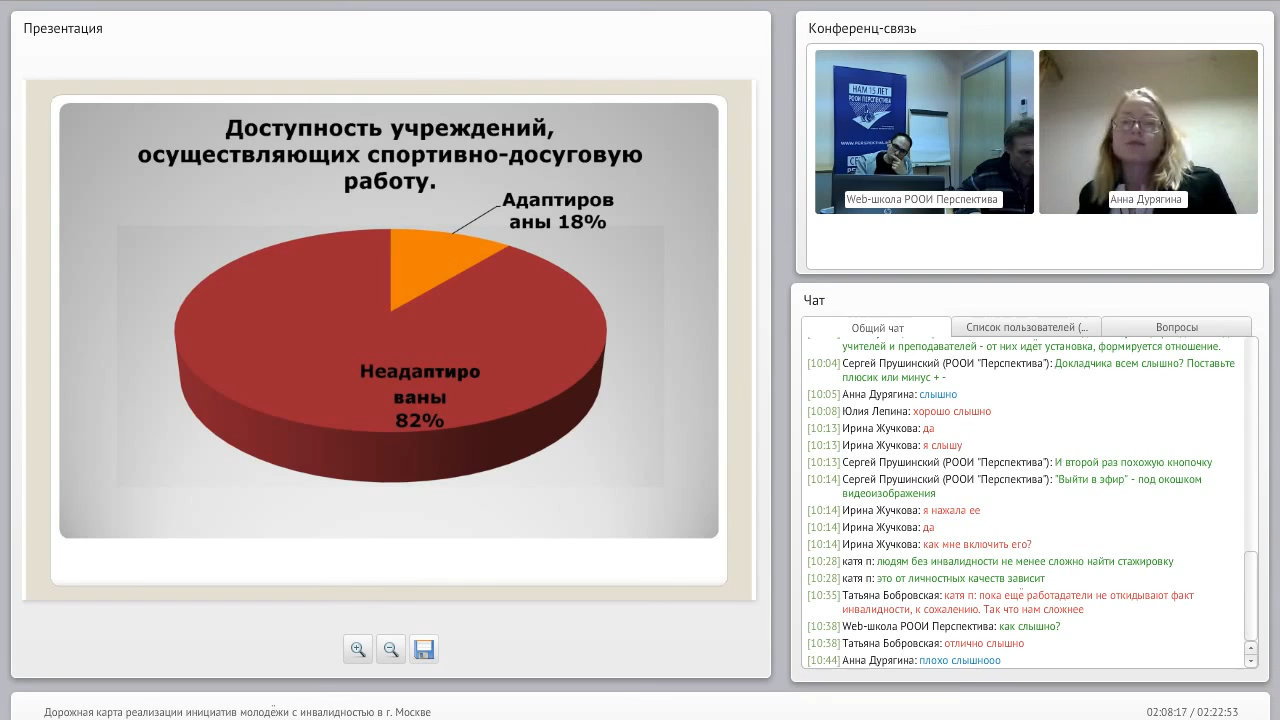 Презентация
Доступность учреждений,
осуществляющих спортивно-досуговую
работу.
Адаптиров
аны 18%
Неадаптиро
ваны
82%
Конференц-связь
НАМ 15 ЛЕТ
РООИ ПЕРСПЕКТИВА
Web-школа РООИ Перспектива
Анна Дурягина
Чат
Общий чат
Список пользователей (...
Вопросы
учителей и преподавателей - от них идет установка, формируется отношение.
[10:04] Сергей Прушинский (РООИ "Перспектива"): Докладчика всем слышно? Поставьте
плюсик или минус + -
[10:05] Анна Дурягина: слышно
[10:08] Юлия Лепина: хорошо слышно
[10:13] Ирина Жучкова: да
[10:13] Ирина Жучкова: я слышу
[10:13] Сергей Прушинский (РООИ "Перспектива"): И второй раз похожую кнопочку
[10:14] Сергей Прушинский (РООИ "Перспектива"): "Выйти в эфир" - под окошком
видеоизображения
[10:14] Ирина Жучкова: я нажала ее
[10:14] Ирина Жучкова: да
[10:14] Ирина Жучкова: как мне включить его?
[10:28] катя п: людям без инвалидности не менее сложно найти стажировку
[10:28] катя п: это от личностных качеств зависит
[10:35] Татьяна Бобровская: катя п: пока ещё работадатели не откидывают факт
инвалидности, к сожалению. Так что нам сложнее
[10:38] Web-школа РООИ Перспектива: как слышно?
[10:38] Татьяна Бобровская: отлично слышно
[10:44] Анна Дурягина: плохо слышнооо
Дорожная карта реализации инициатив молодёжи с инвалидностью в г. Москве
02:08:17 / 02:22:53